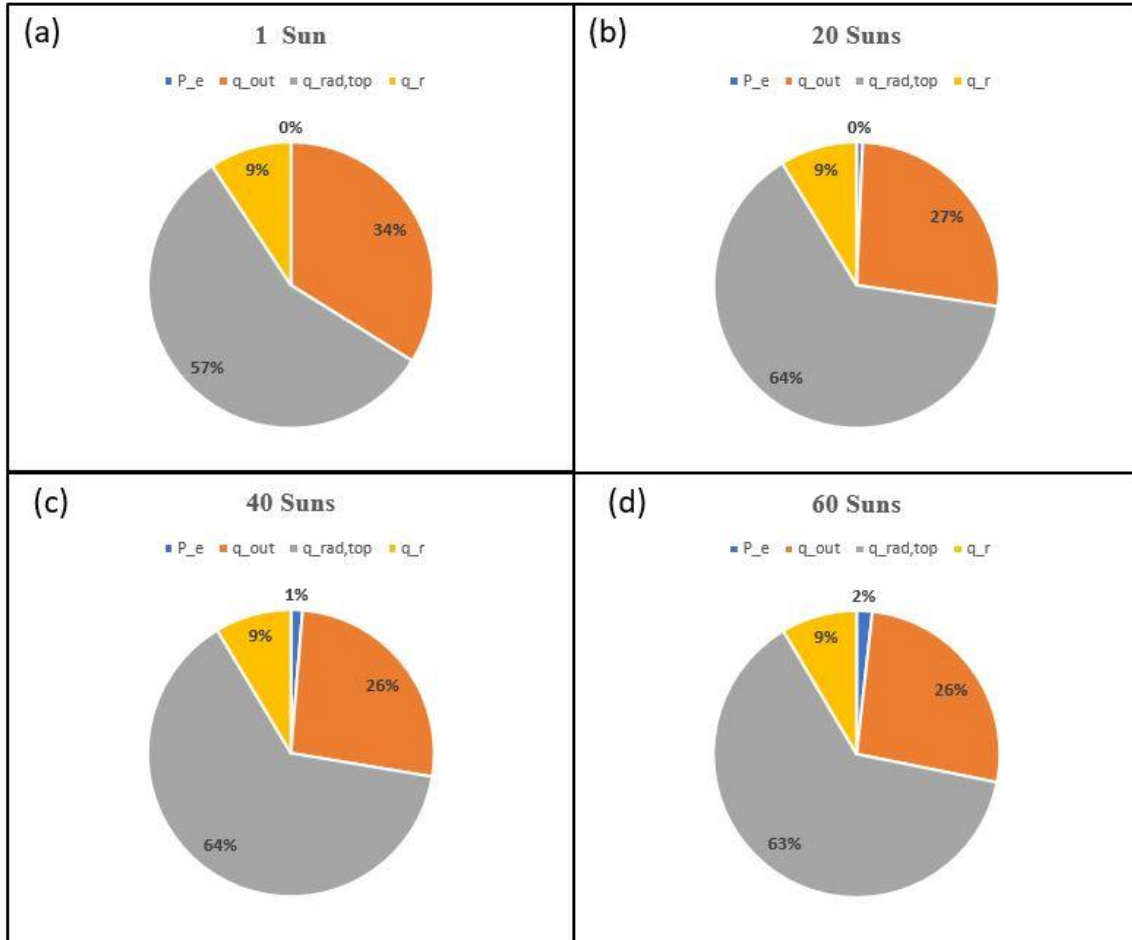 (a)
1 Sun
P_e q_out q_rad,top q_r
0%
9%
34%
57%
(b)
20 Suns
P_e q_out q_rad,top q_r
0%
9%
27%
64%
(c)
40 Suns
P_e q_out q_rad,top q_r
1%
9%
26%
64%
(d)
60 Suns
P_e q_out q_rad,top q_r
2%
9%
26%
63%